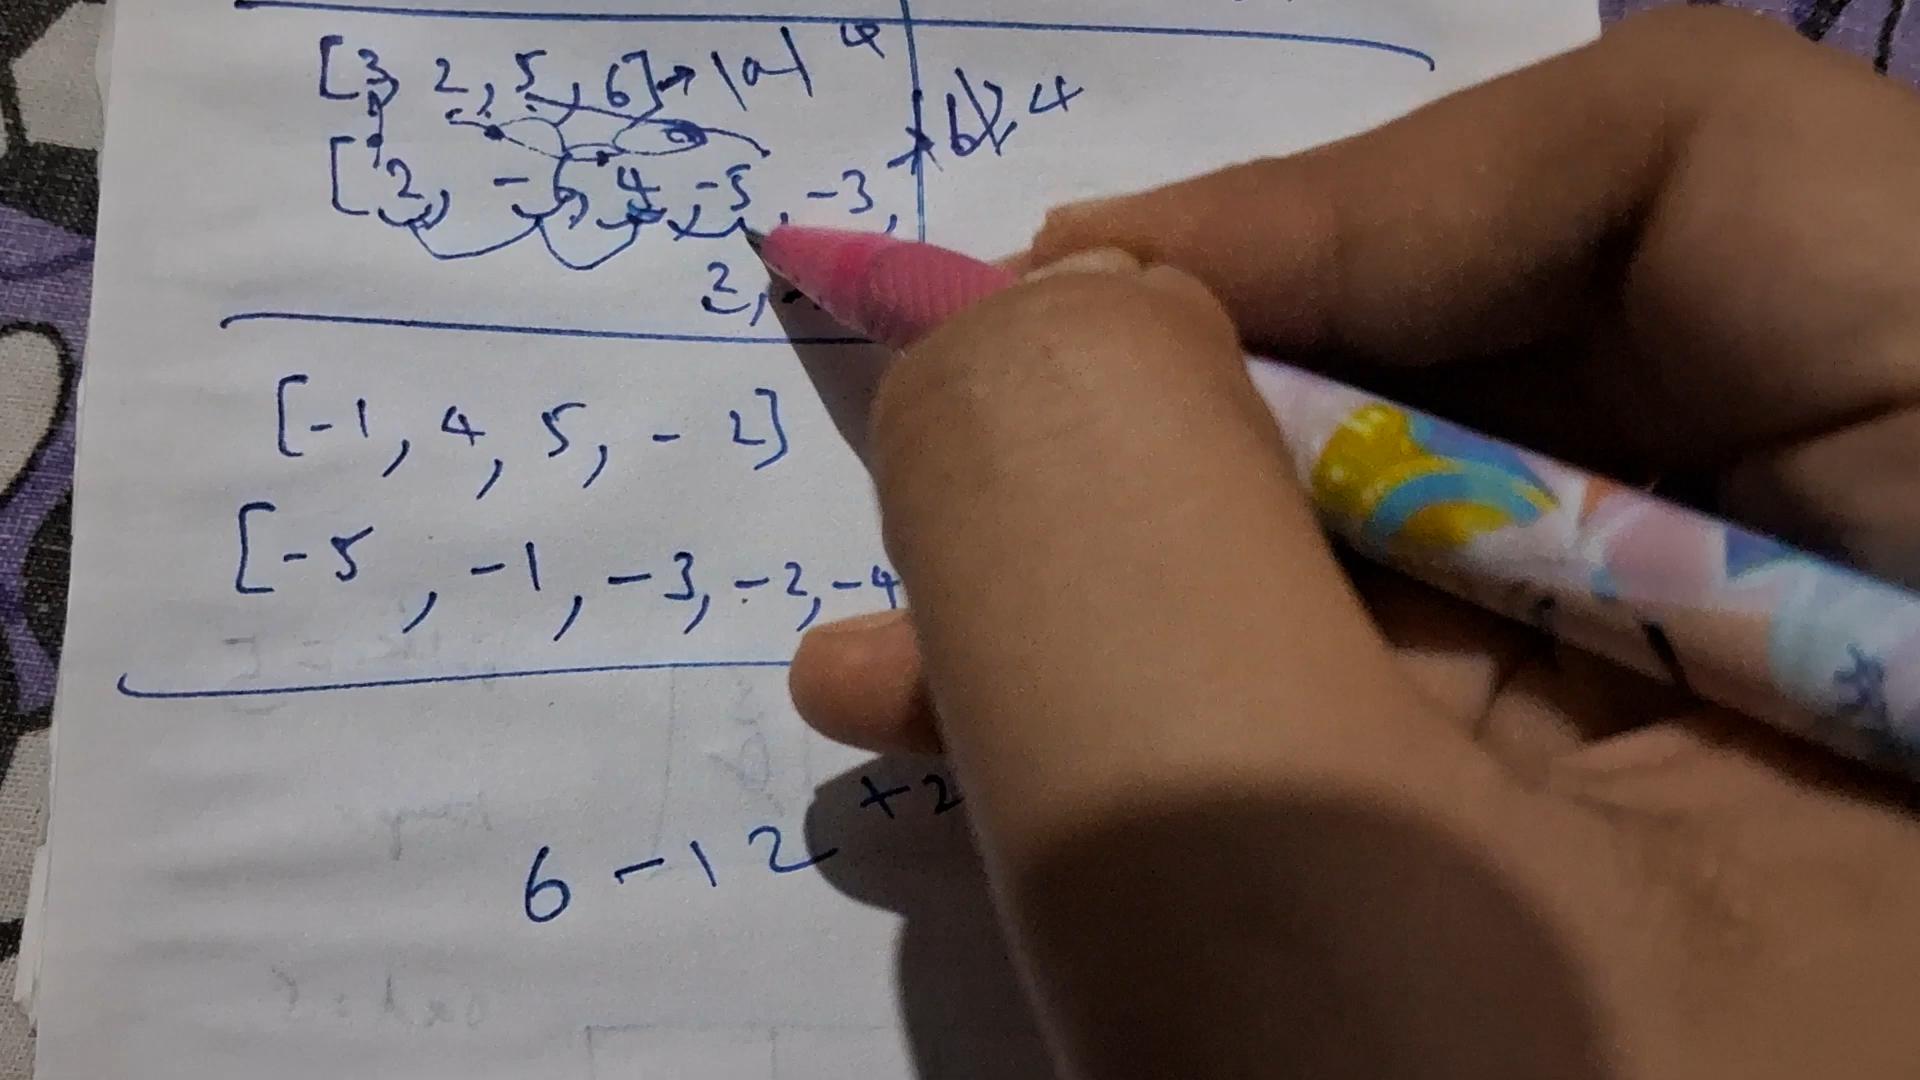 [3, 2, 5, 6] → |a| 4
|b|, 4
[2, -6, 4, -5, -3,
2,
[-1, 4, 5, -2]
[-5, -1, -3, -2, -4
6 -12 +2